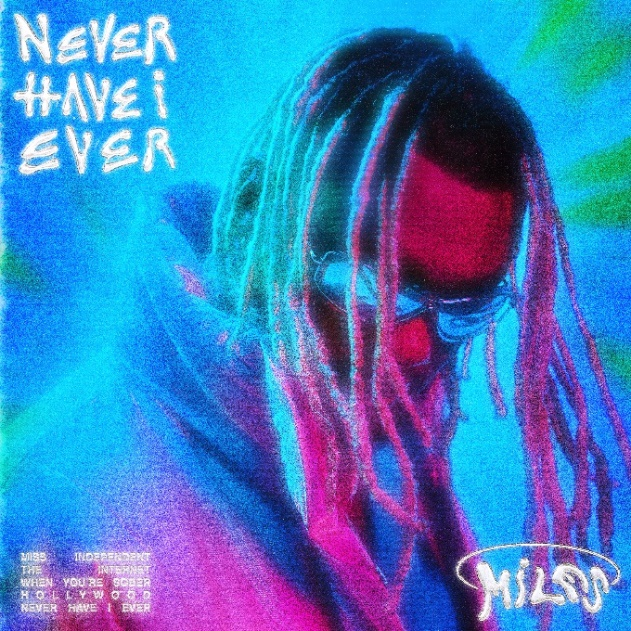 NEVER
HAVE i
EVER
MISS INDEPENDENT
THE INTERNET
WHEN YOU'RE SOBER
HOLLYWOOD
NEVER HAVE I EVER
MiLES